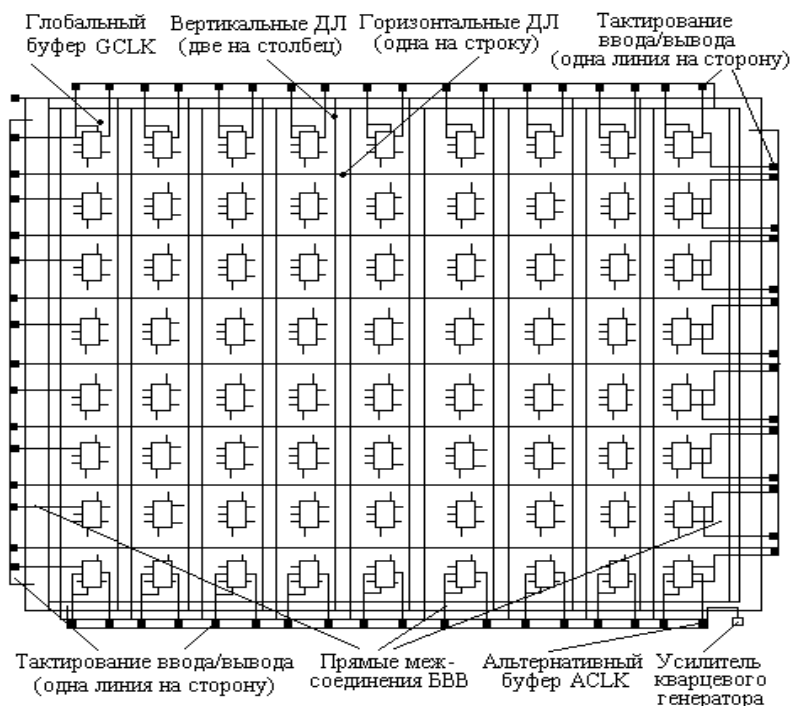 Глобальный
буфер GCLK
Вертикальные ДЛ
(две на столбец)
Горизонтальные ДЛ
(одна на строку)
Тактирование
ввода/вывода
(одна линия на сторону)
Тактирование ввода/вывода
(одна линия на сторону)
Прямые меж-
соединения БВВ
Альтернативный
буфер ACLK
Усилитель
кварцевого
генератора